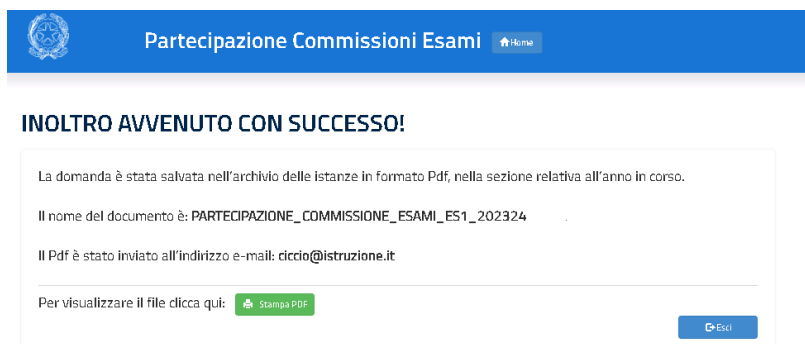 Partecipazione Commissioni Esami Home
INOLTRO AVVENUTO CON SUCCESSO!
La domanda è stata salvata nell'archivio delle istanze in formato Pdf, nella sezione relativa all'anno in corso.
Il nome del documento è: PARTECIPAZIONE_COMMISSIONE_ESAMI_ES1_202324 .
Il Pdf è stato inviato all'indirizzo e-mail: ciccio@istruzione.it
Per visualizzare il file clicca qui: Stampa PDF
Esci